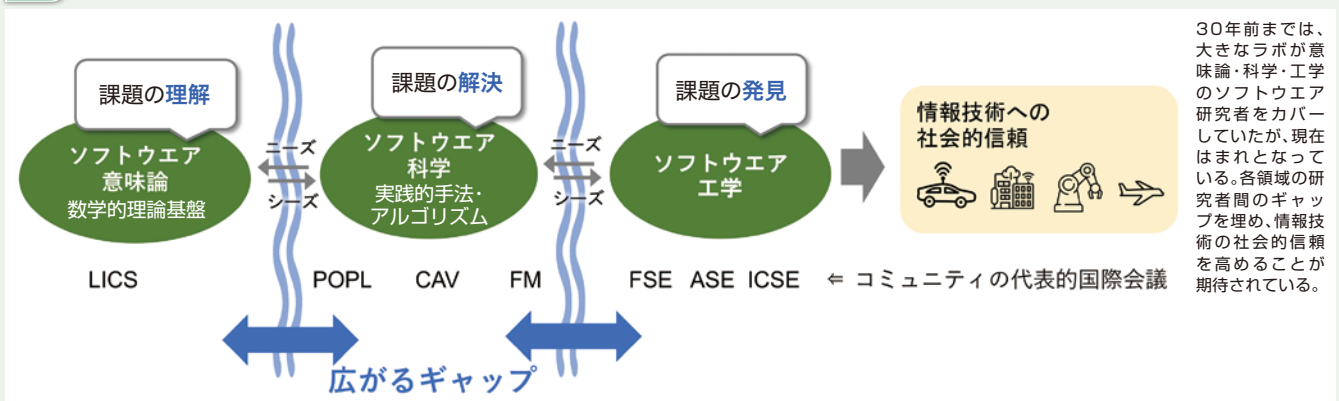 課題の理解
ソフトウエア
意味論
数学的理論基盤
ニーズ
シーズ
課題の解決
ソフトウエア
科学
実践的手法・
アルゴリズム
ニーズ
シーズ
課題の発見
ソフトウエア
工学
情報技術への
社会的信頼
LICS
POPL CAV FM
FSE ASE ICSE ⇐ コミュニティの代表的国際会議
広がるギャップ
30年前までは、
大きなラボが意
味論・科学・工学
のソフトウエア
研究者をカバー
していたが、現在
はまれとなって
いる。各領域の研
究者間のギャッ
プを埋め、情報技
術の社会的信頼
を高めることが
期待されている。